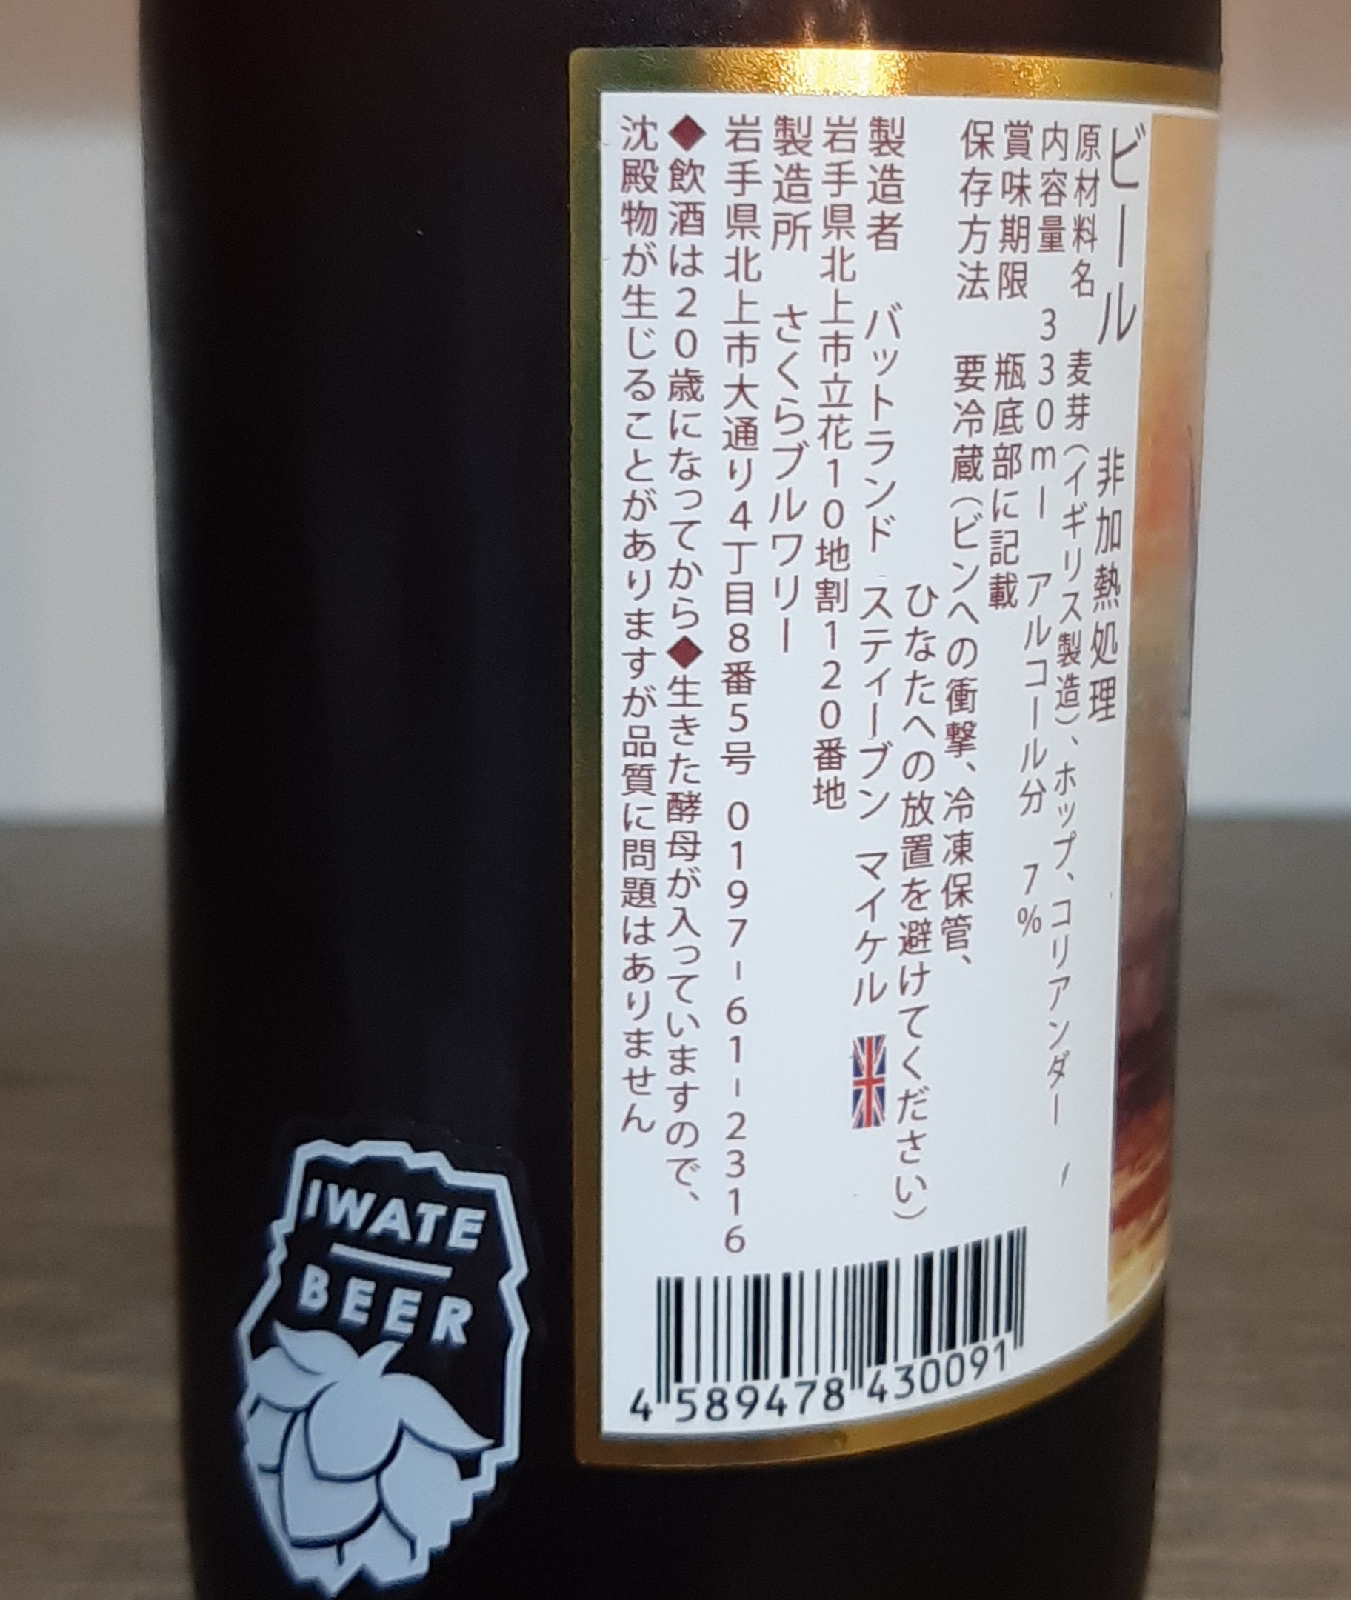 ビール　非加熱処理
原材料名　麦芽（イギリス製造）、ホップ、コリアンダー
内容量　330ml　アルコール分　7%
賞味期限　瓶底部に記載
保存方法　要冷蔵（ビンへの衝撃、冷凍保管、
ひなたへの放置を避けてください）
製造者　バットランド　スティーブン　マイケル
岩手県北上市立花10地割120番地
製造所　さくらブルワリー
岩手県北上市大通り4丁目8番5号 0197-61-2316
◆飲酒は20歳になってから◆生きた酵母が入っていますので、
沈殿物が生じることがありますが品質に問題はありません
4 589478 430091
IWATE
BEER